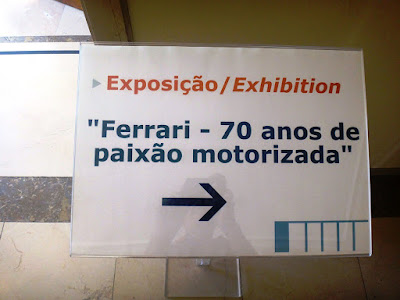 Exposição/Exhibition
"Ferrari - 70 anos de
paixão motorizada"